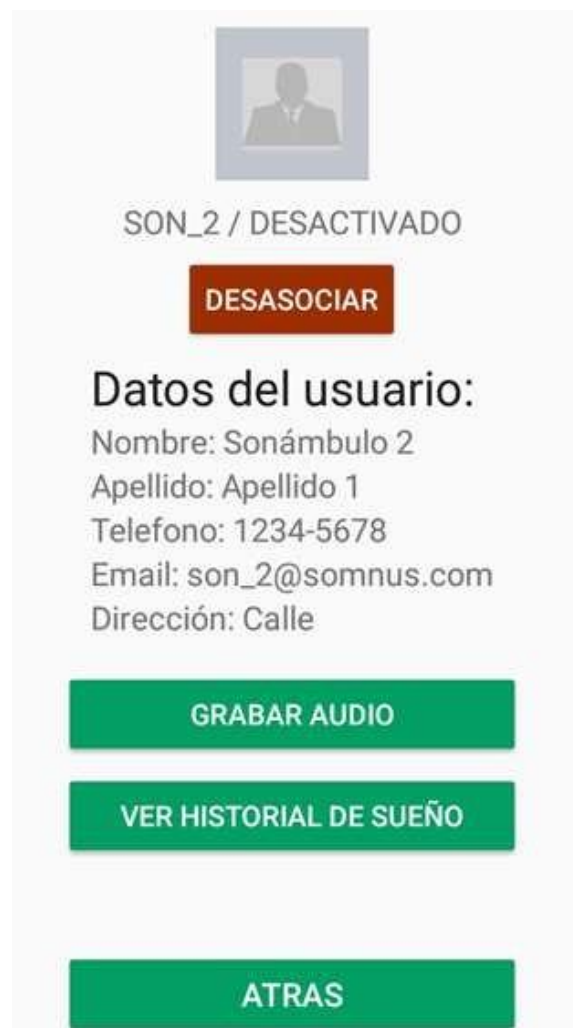 SON_2 / DESACTIVADO
DESASOCIAR
Datos del usuario:
Nombre: Sonámbulo 2
Apellido: Apellido 1
Telefono: 1234-5678
Email: son_2@somnus.com
Dirección: Calle
GRABAR AUDIO
VER HISTORIAL DE SUEÑO
ATRAS